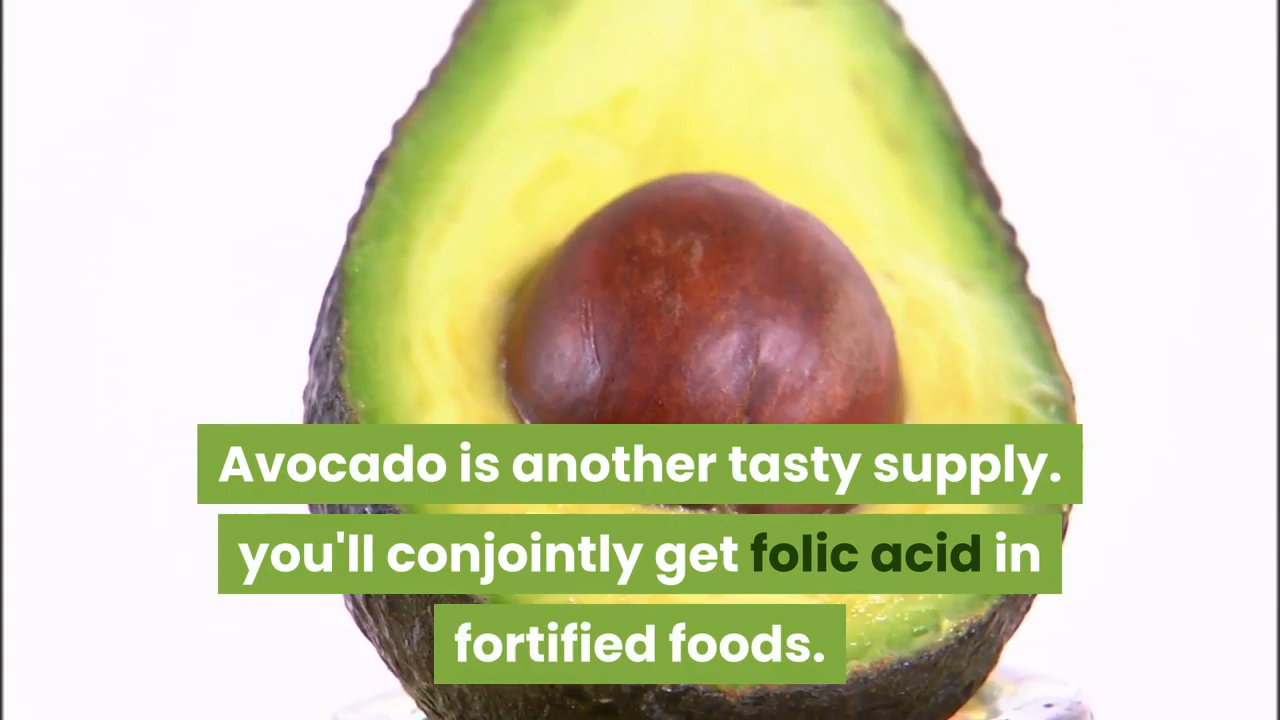 Avocado is another tasty supply.
you'll conjointly get folic acid in
fortified foods.